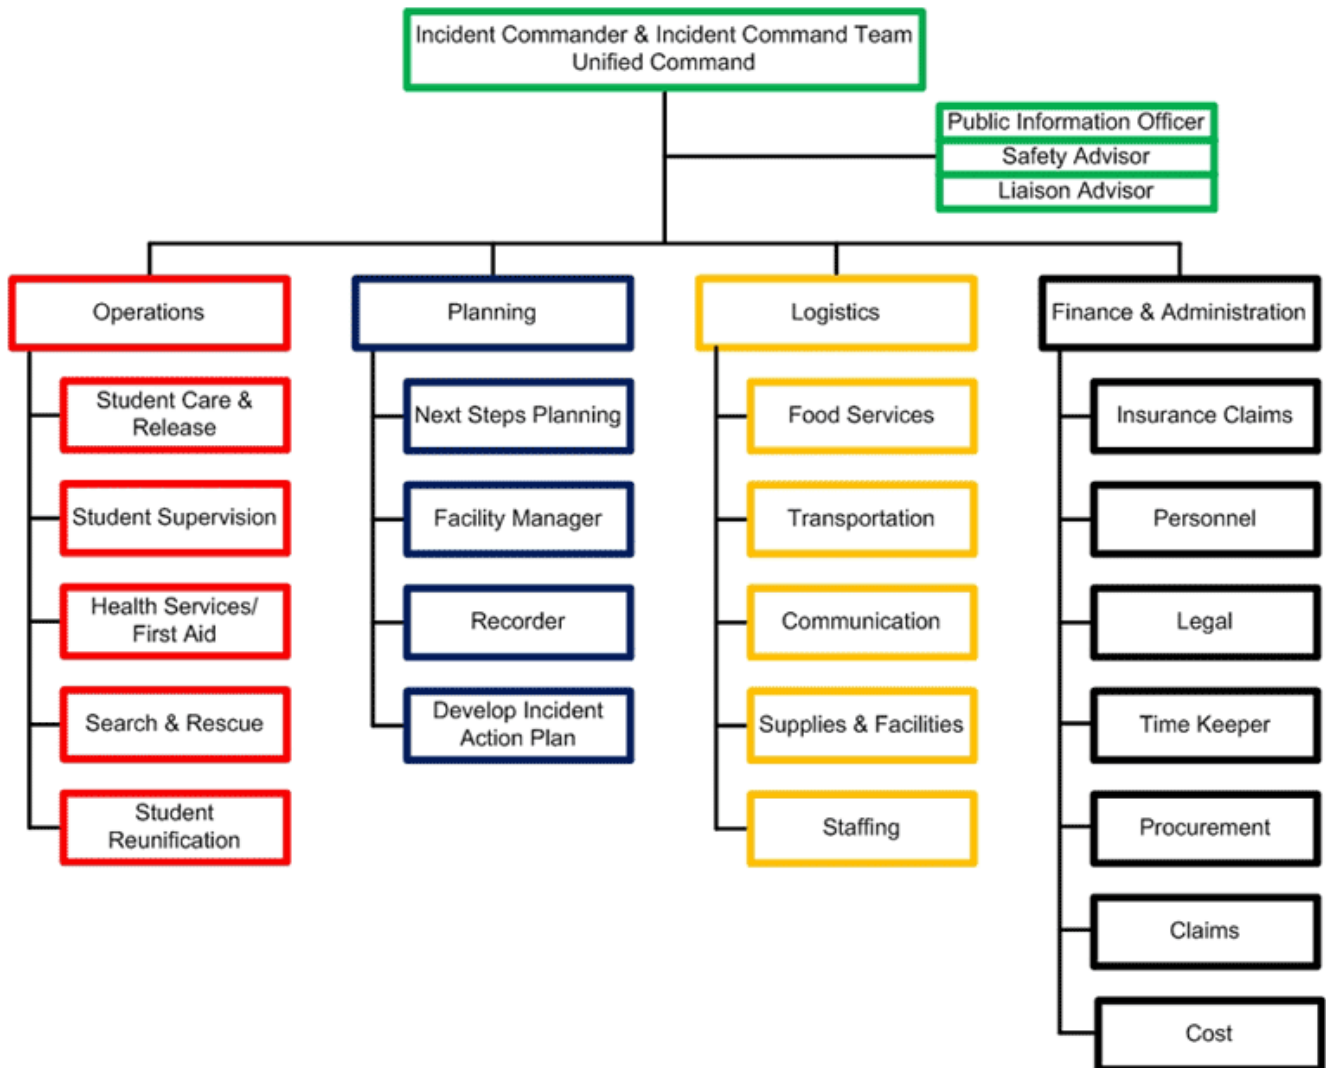 Incident Commander & Incident Command Team
Unified Command
Public Information Officer
Safety Advisor
Liaison Advisor
Operations
Student Care &
Release
Student Supervision
Health Services/
First Aid
Search & Rescue
Student
Reunification
Planning
Next Steps Planning
Facility Manager
Recorder
Develop Incident
Action Plan
Logistics
Food Services
Transportation
Communication
Supplies & Facilities
Staffing
Finance & Administration
Insurance Claims
Personnel
Legal
Time Keeper
Procurement
Claims
Cost